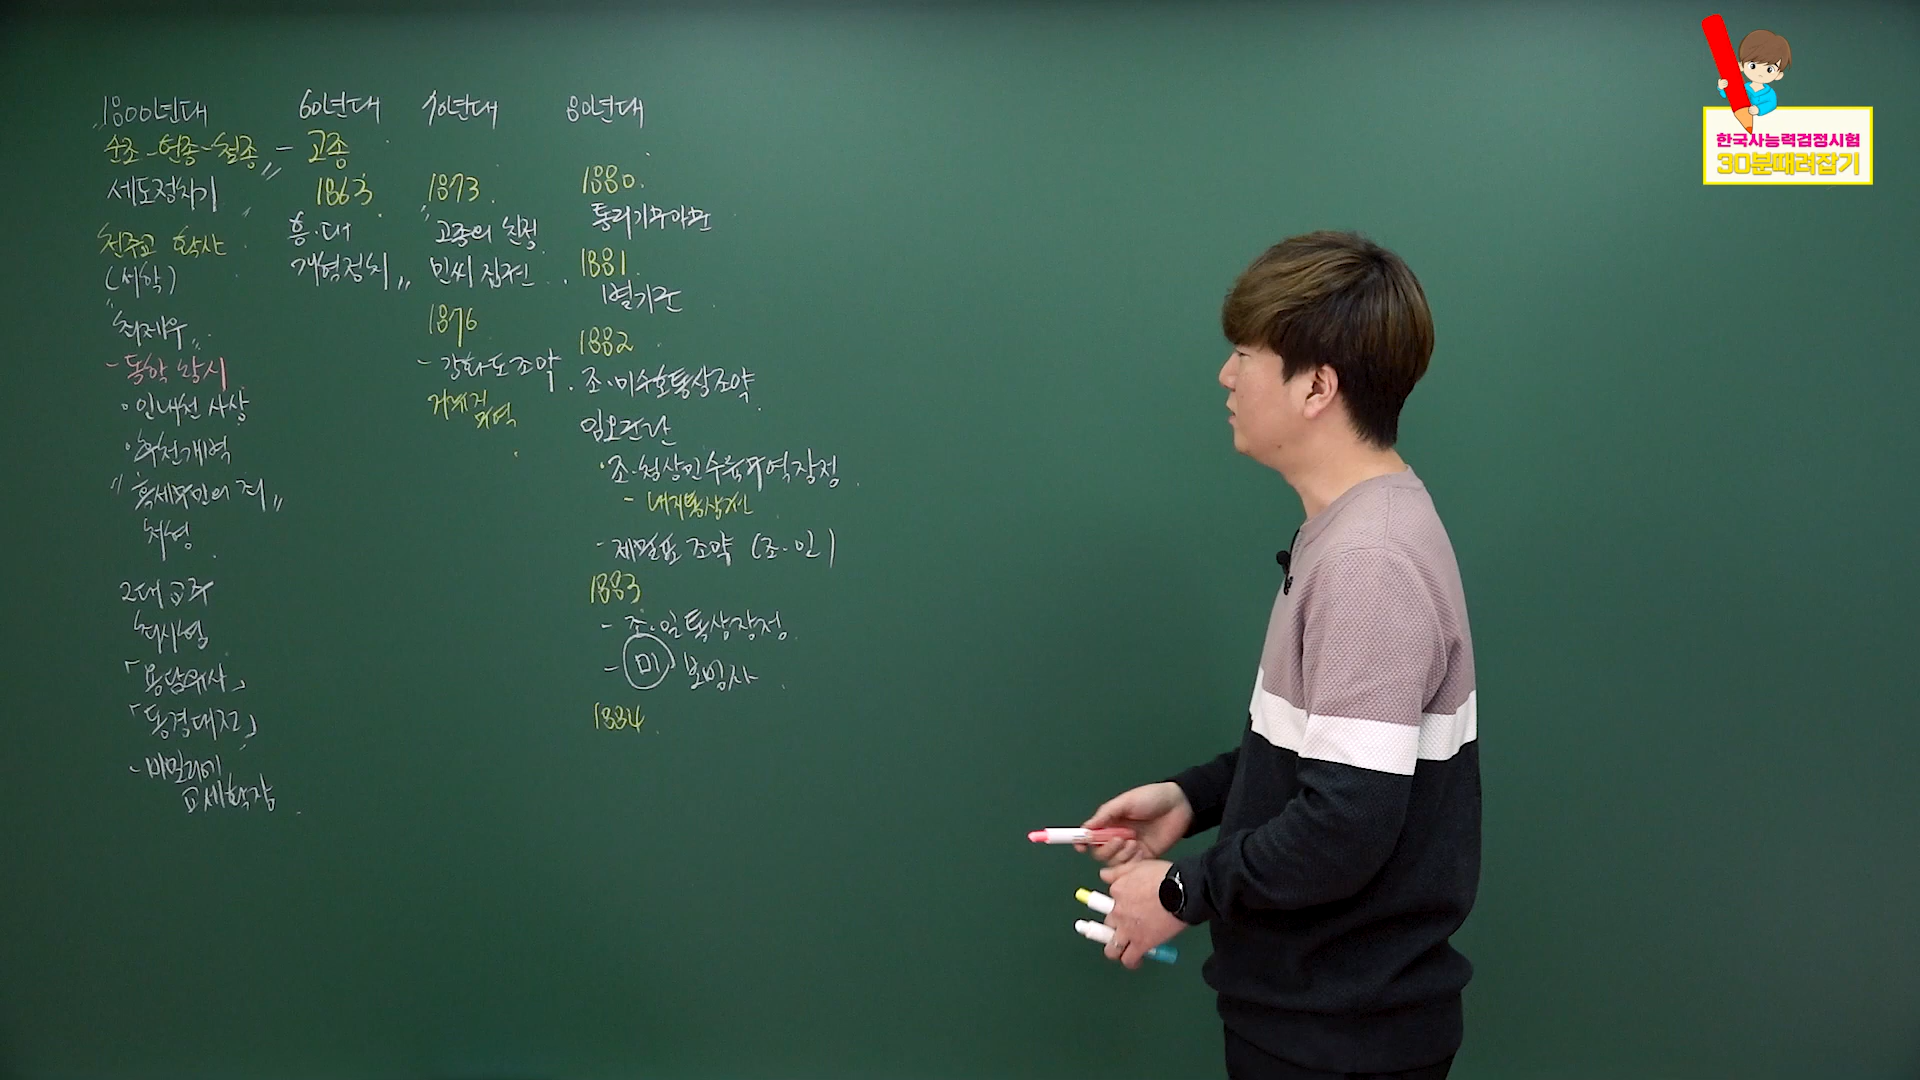 1800년대
순조-헌종-철종
세도정치기
천주교 확산
(서학)
최제우
- 동학 창시
· 인내천 사상
· 후천개벽
"혹세무민의 죄"
처형
2대 교주
최시형
「용담유사」
「동경대전」
- 비밀리에
교세확장
60년대
- 고종
1863
흥·대
개혁정치
70년대
1873
고종의 친정
민씨 집권
1876
- 강화도 조약
거류지
무역
80년대
1880
통리기무아문
1881
별기군
1882
조·미수호통상조약
임오군란
· 조·청상민수륙무역장정
- 내지통상권
- 제물포 조약 (조·일)
1883
- 조·일통상장정
- 미 보빙사
1884
한국사능력검정시험
30분때려잡기